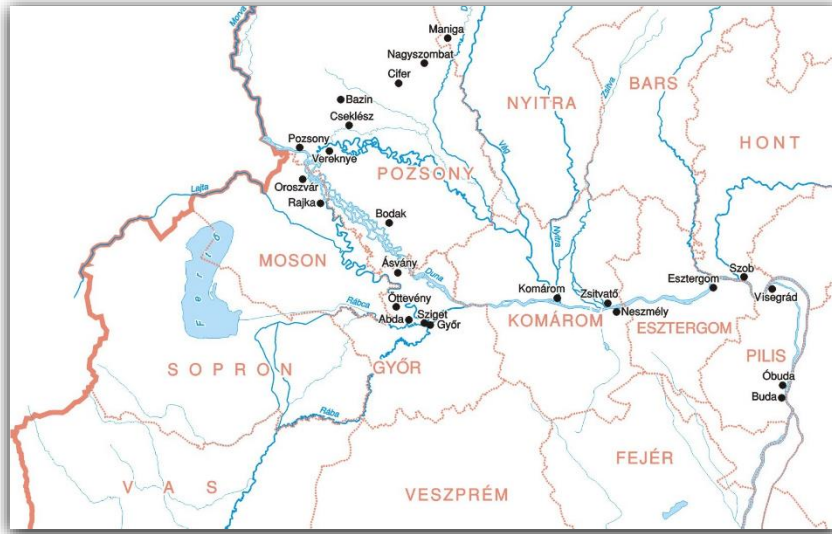 Morva
D
Maniga
Nagyszombat
Cifer
Bazin
Cseklész
NYITRA
Zsitva
BARS
HONT
Pozsony
Vereknye
POZSONY
Vág
Oroszvár
Rajka
Lajta
Bodak
Nyitra
Fertő
MOSON
Ásvány
Duna
Szob
Esztergom
Visegrád
Komárom
Zsitvatő
Neszmély
Rábca
Öttevény
Abda
Sziget
Győr
KOMÁROM
ESZTERGOM
PILIS
SOPRON
GYŐR
Óbuda
Buda
Rába
FEJÉR
VAS
VESZPRÉM